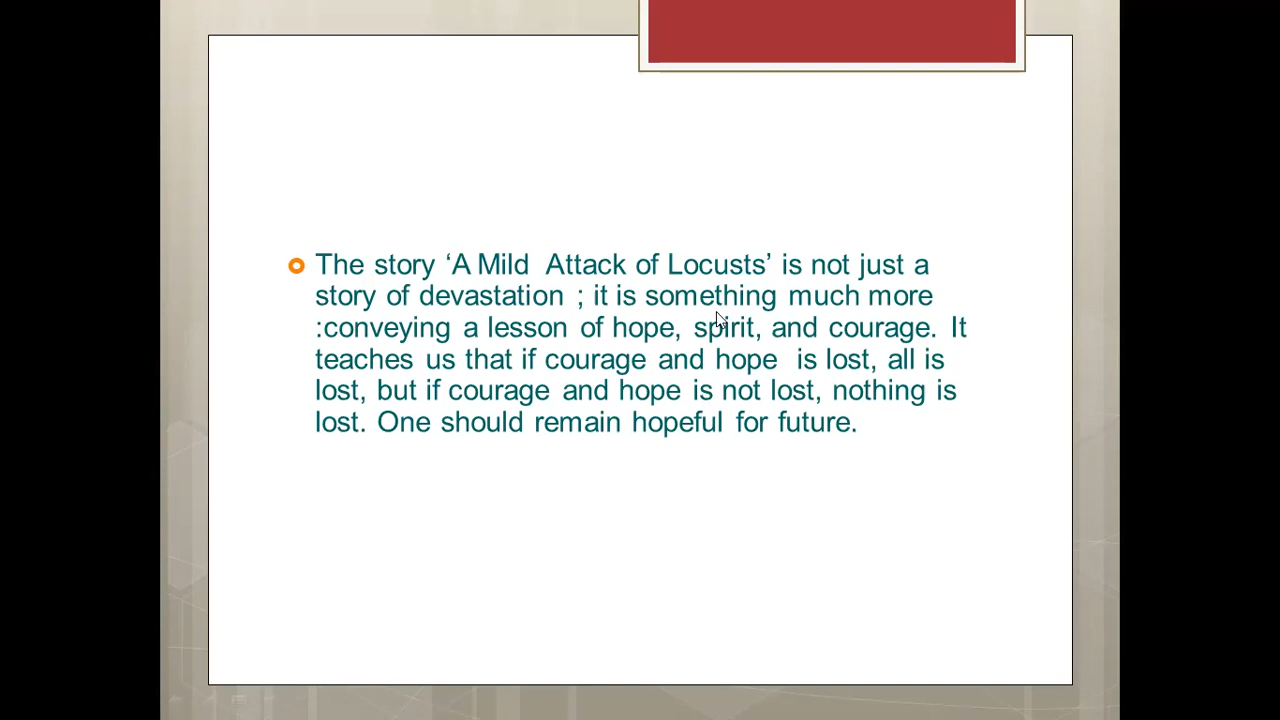 The story ‘A Mild Attack of Locusts’ is not just a
story of devastation ; it is something much more
:conveying a lesson of hope, spirit, and courage. It
teaches us that if courage and hope is lost, all is
lost, but if courage and hope is not lost, nothing is
lost. One should remain hopeful for future.